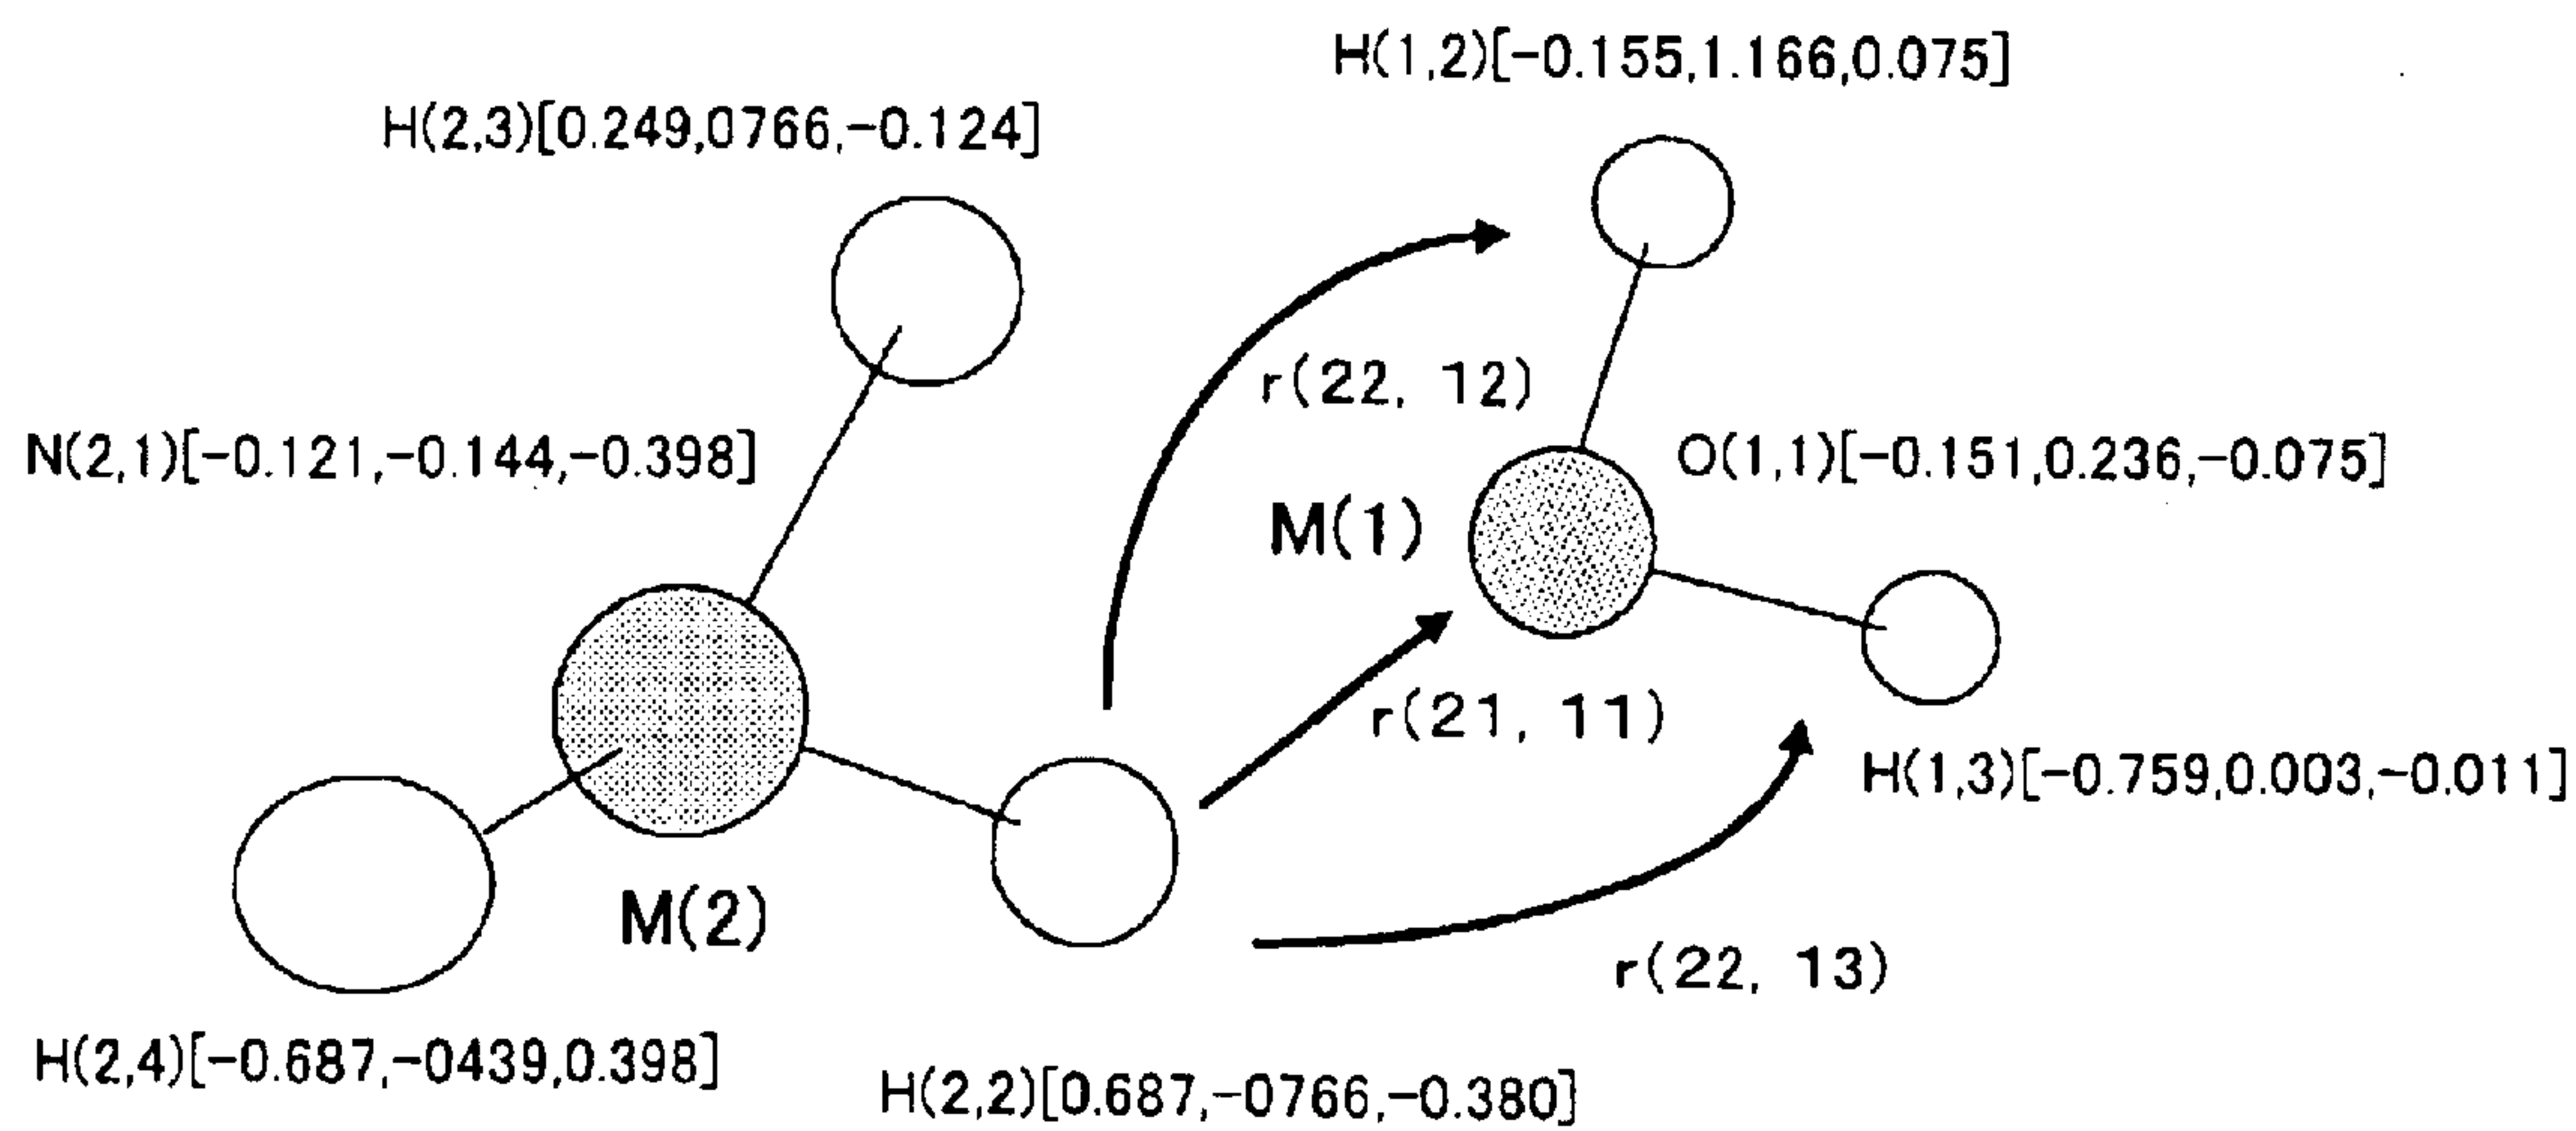 H(1,2)[-0.155,1.166,0.075]
H(2,3)[0.249,0766,-0.124]
r(22, 12)
N(2,1)[-0.121,-0.144,-0.398]
O(1,1)[-0.151,0.236,-0.075]
M(1)
r(21, 11)
H(1,3)[-0.759,0.003,-0.011]
M(2)
r(22, 13)
H(2,4)[-0.687,-0439,0.398]
H(2,2)[0.687,-0766,-0.380]